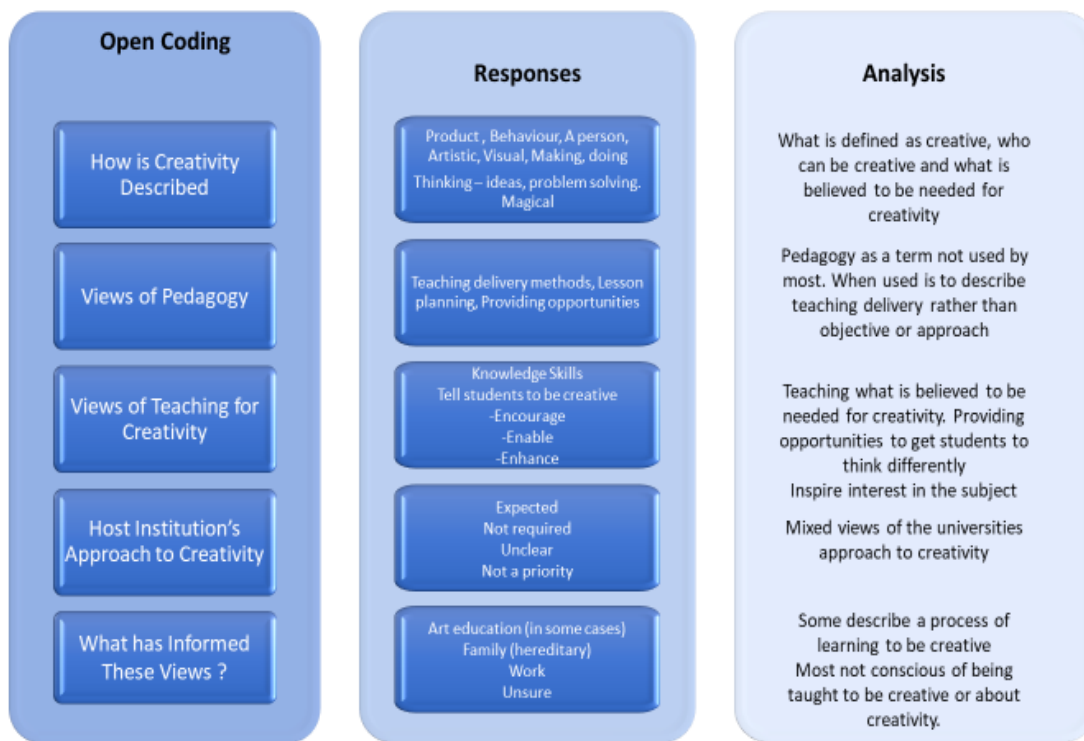 Open Coding
How is Creativity
Described
Views of Pedagogy
Views of Teaching for
Creativity
Host Institution's
Approach to Creativity
What has Informed
These Views ?
Responses
Product , Behaviour, A person,
Artistic, Visual, Making, doing
Thinking – ideas, problem solving.
Magical
Teaching delivery methods, Lesson
planning, Providing opportunities
Knowledge Skills
Tell students to be creative
-Encourage
-Enable
-Enhance
Expected
Not required
Unclear
Not a priority
Art education (in some cases)
Family (hereditary)
Work
Unsure
Analysis
What is defined as creative, who
can be creative and what is
believed to be needed for
creativity
Pedagogy as a term not used by
most. When used is to describe
teaching delivery rather than
objective or approach
Teaching what is believed to be
needed for creativity. Providing
opportunities to get students to
think differently
Inspire interest in the subject
Mixed views of the universities
approach to creativity
Some describe a process of
learning to be creative
Most not conscious of being
taught to be creative or about
creativity.